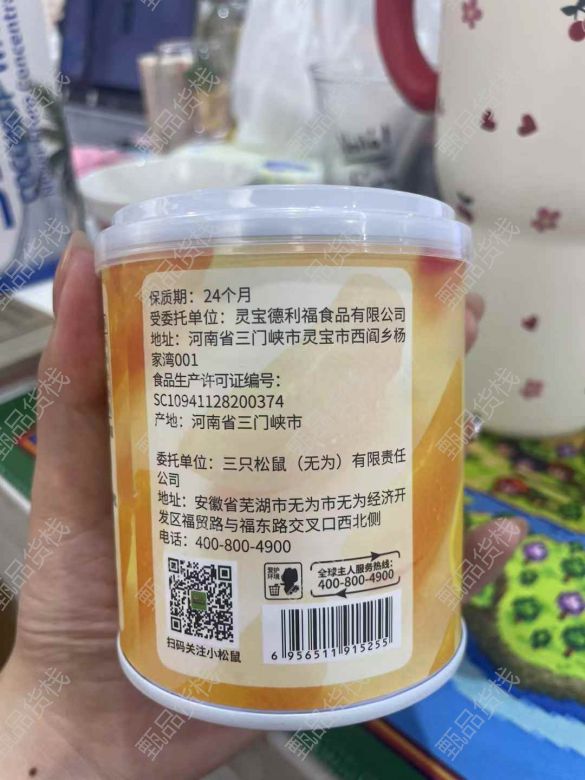 保质期：24个月
受委托单位：灵宝德利福食品有限公司
地址：河南省三门峡市灵宝市西阎乡杨
家湾001
食品生产许可证编号：
SC10941128200374
产地：河南省三门峡市
委托单位：三只松鼠（无为）有限责任
公司
地址：安徽省芜湖市无为市无为经济开
发区福贸路与福东路交叉口西北侧
电话：400-800-4900
爱护
环境
全球主人服务热线：
400-800-4900
扫码关注小松鼠
6 956511 915255
甄品货栈